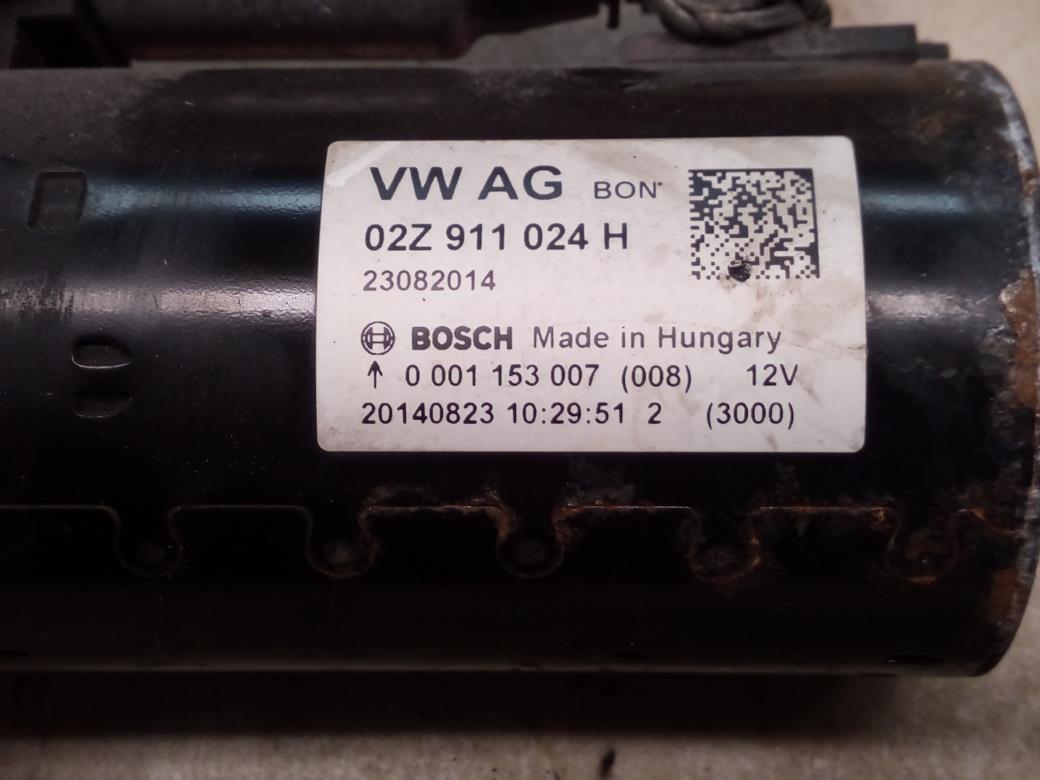 VW AG BON
02Z 911 024 H
23082014
BOSCH Made in Hungary
↑ 0 001 153 007 (008) 12V
20140823 10:29:51 2 (3000)